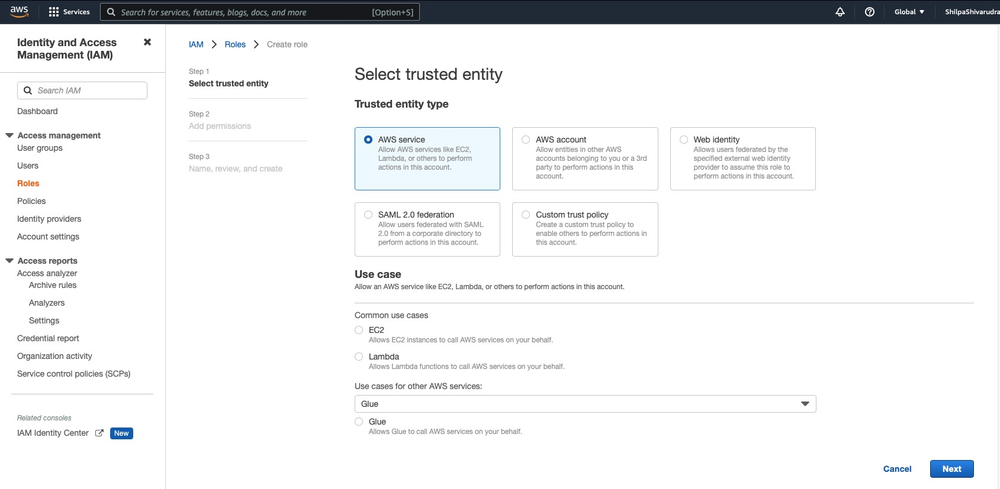 aws
Services
Search for services, features, blogs, docs, and more
[Option+S]
Global
ShilpaShivarudra
Identity and Access
Management (IAM)
Search IAM
Dashboard
Access management
User groups
Users
Roles
Policies
Identity providers
Account settings
Access reports
Access analyzer
Archive rules
Analyzers
Settings
Credential report
Organization activity
Service control policies (SCPs)
Related consoles
IAM Identity Center
New
IAM > Roles > Create role
Step 1
Select trusted entity
Step 2
Add permissions
Step 3
Name, review, and create
Select trusted entity
Trusted entity type
AWS service
Allow AWS services like EC2,
Lambda, or others to perform
actions in this account.
AWS account
Allow entities in other AWS
accounts belonging to you or a 3rd
party to perform actions in this
account.
Web identity
Allows users federated by the
specified external web identity
provider to assume this role to
perform actions in this account.
SAML 2.0 federation
Allow users federated with SAML
2.0 from a corporate directory to
perform actions in this account.
Custom trust policy
Create a custom trust policy to
enable others to perform actions in
this account.
Use case
Allow an AWS service like EC2, Lambda, or others to perform actions in this account.
Common use cases
EC2
Allows EC2 instances to call AWS services on your behalf.
Lambda
Allows Lambda functions to call AWS services on your behalf.
Use cases for other AWS services:
Glue
Glue
Allows Glue to call AWS services on your behalf.
Cancel
Next